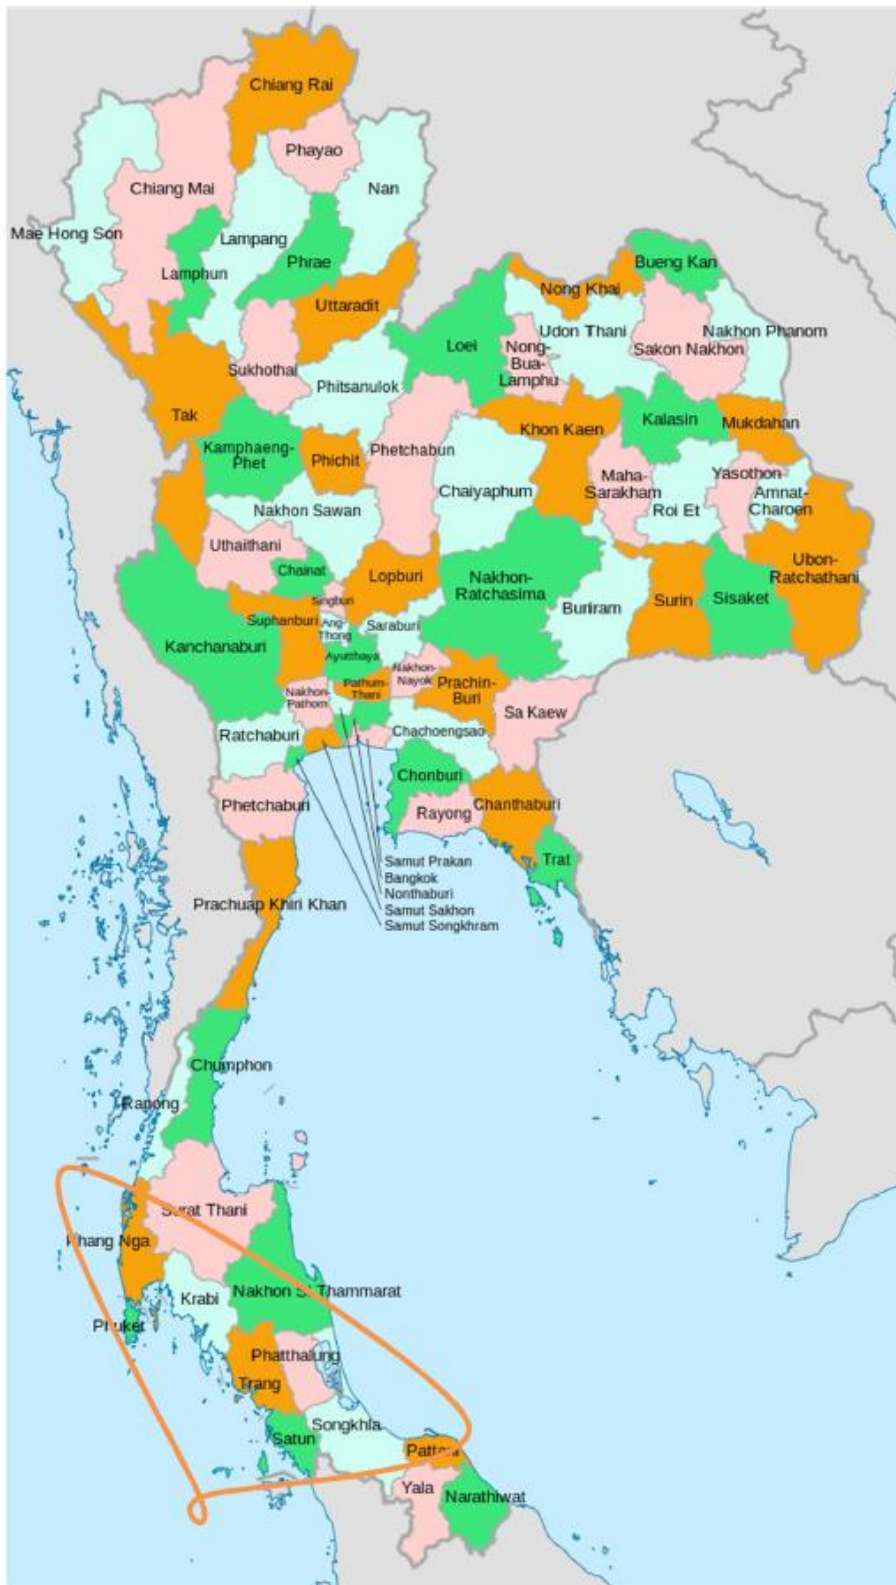 Chiang Rai
Phayao
Chiang Mai
Nan
Mae Hong Son
Lampang
Lamphun
Phrae
Bueng Kan
Nong Khai
Uttaradit
Udon Thani
Nakhon Phanom
Loei
Nong-
Bua-
Lamphu
Sakon Nakhon
Sukhothai
Phitsanulok
Tak
Kalasin
Mukdahan
Khon Kaen
Kamphaeng-
Phet
Phichit
Phetchabun
Maha-
Sarakham
Yasothon
Chaiyaphum
Amnat-
Charoen
Roi Et
Nakhon Sawan
Uthaithani
Ubon-
Ratchathani
Chainat
Lopburi
Nakhon-
Ratchasima
Singburi
Buriram
Surin
Sisaket
Suphanburi
Ang-
Thong
Saraburi
Kanchanaburi
Ayutthaya
Nakhon-
Nayok
Pathum-
Thani
Prachin-
Buri
Nakhon-
Pathom
Sa Kaew
Ratchaburi
Chachoengsao
Chonburi
Phetchaburi
Rayong
Chanthaburi
Trat
Samut Prakan
Bangkok
Nonthaburi
Samut Sakhon
Samut Songkhram
Prachuap Khiri Khan
Chumphon
Ranong
Surat Thani
Phang Nga
Krabi
Nakhon Si Thammarat
Phuket
Phatthalung
Trang
Songkhla
Satun
Pattani
Yala
Narathiwat